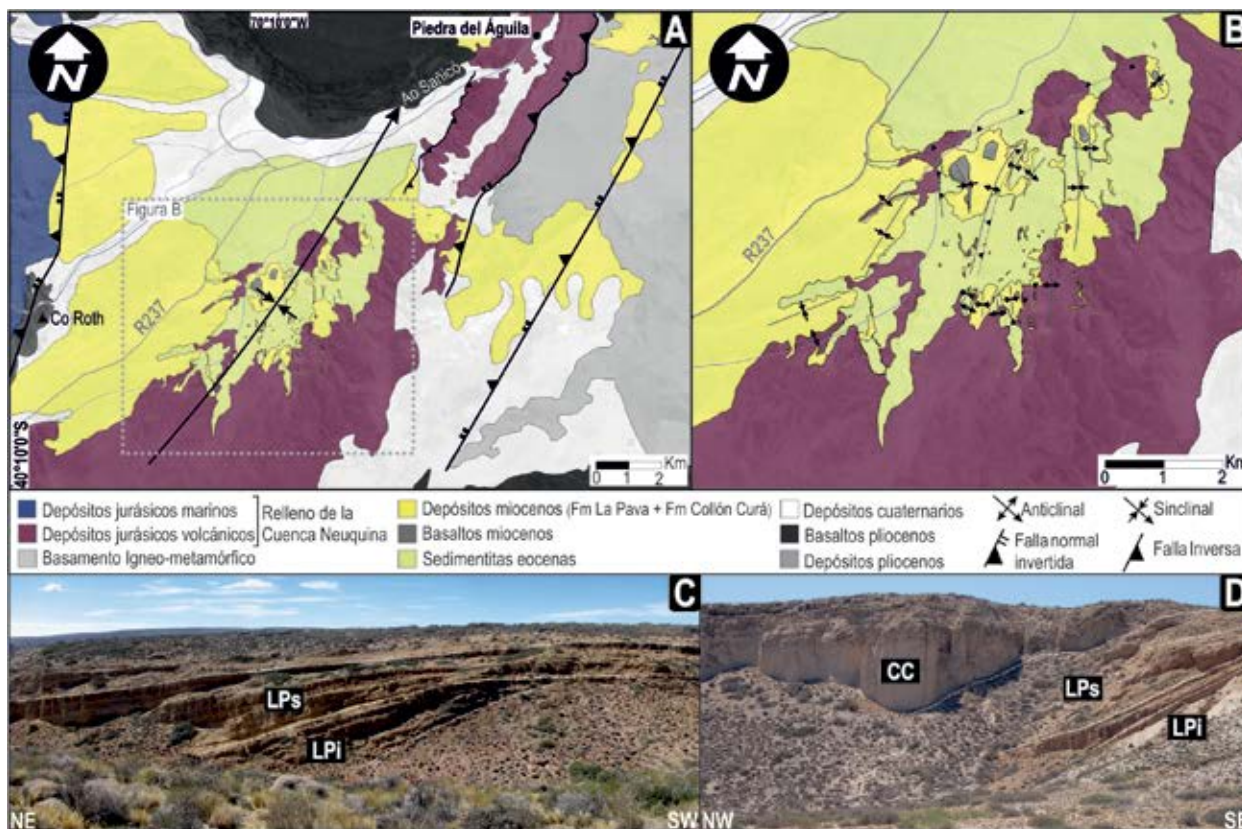 70°10'0"W
Piedra del Águila
A
N
Ao Sañicó
Figura B
R237
Co Roth
40°10'0"S
Km
0 1 2
B
N
R237
Km
0 1 2
Depósitos jurásicos marinos
Depósitos jurásicos volcánicos
Relleno de la
Cuenca Neuquina
Basamento Igneo-metamórfico
Depósitos miocenos (Fm La Pava + Fm Collón Curá)
Basaltos miocenos
Sedimentitas eocenas
Depósitos cuaternarios
Basaltos pliocenos
Depósitos pliocenos
Anticlinal
Sinclinal
Falla normal
invertida
Falla Inversa
C
LPs
LPi
NE
SW
D
CC
LPs
LPi
NW
SE